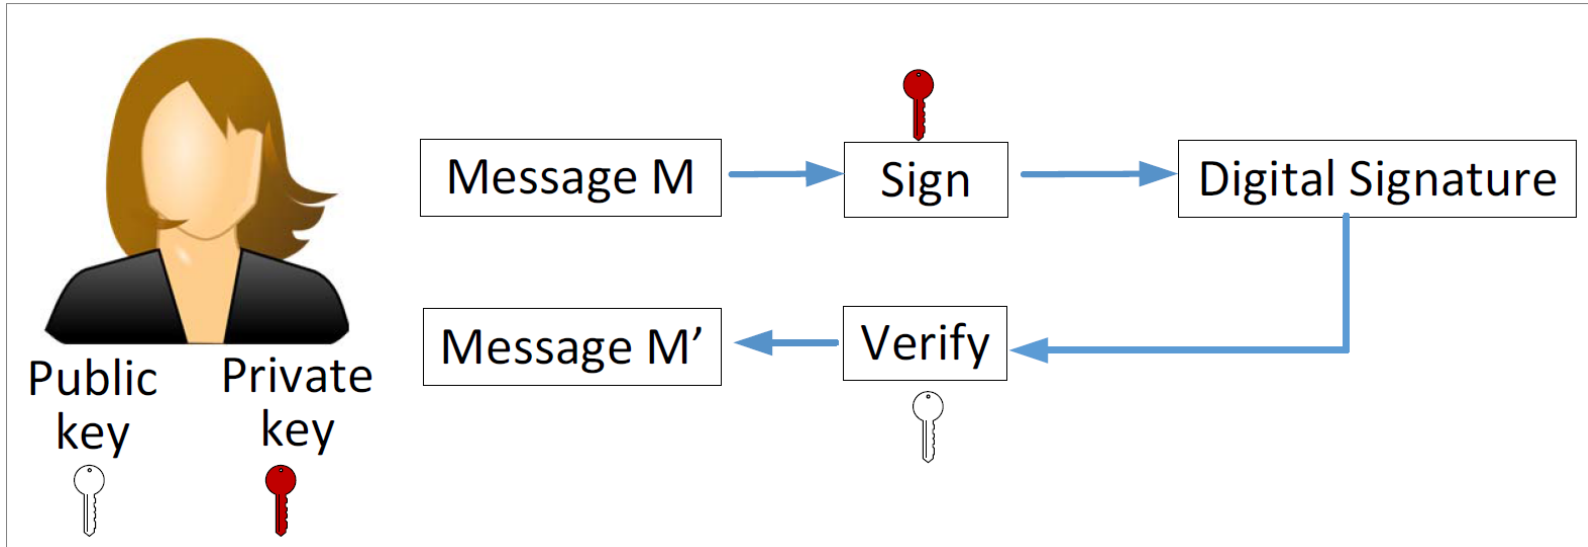 Message M
Sign
Digital Signature
Message M’
Verify
Public
key
Private
key